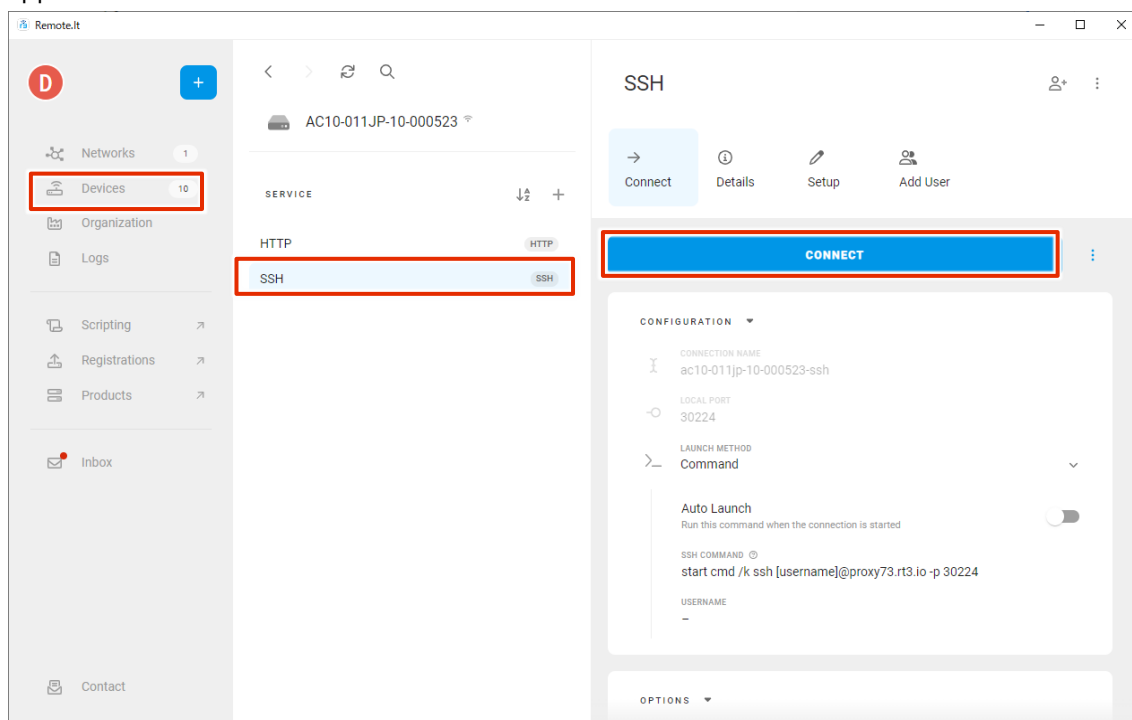 Remote.It
D
+
Networks 1
Devices 10
Organization
Logs
Scripting
Registrations
Products
Inbox
Contact
AC10-011JP-10-000523
SERVICE
HTTP HTTP
SSH SSH
SSH
Connect Details Setup Add User
CONNECT
CONFIGURATION
CONNECTION NAME
ac10-011jp-10-000523-ssh
LOCAL PORT
30224
LAUNCH METHOD
Command
Auto Launch
Run this command when the connection is started
SSH COMMAND
start cmd /k ssh [username]@proxy73.rt3.io -p 30224
USERNAME
–
OPTIONS